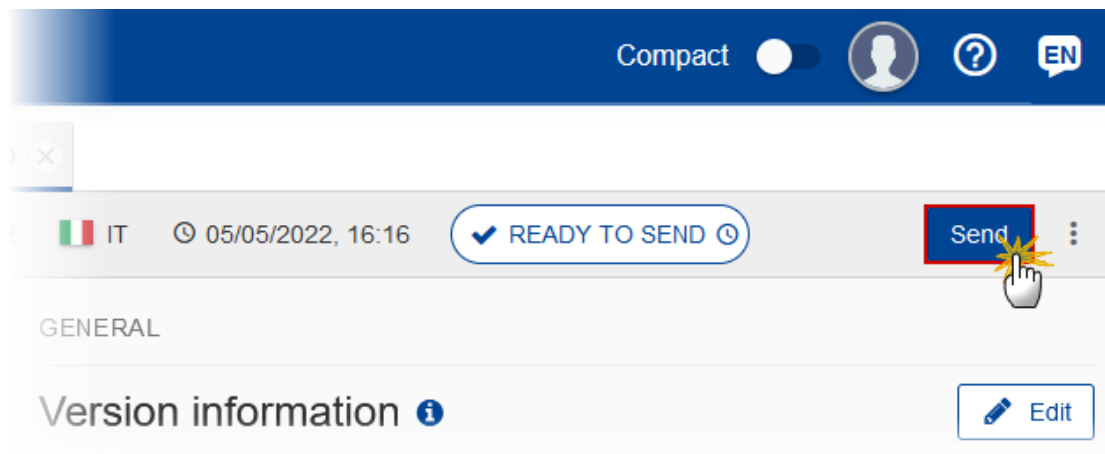 Compact EN
IT 05/05/2022, 16:16 READY TO SEND Send
GENERAL
Version information
Edit